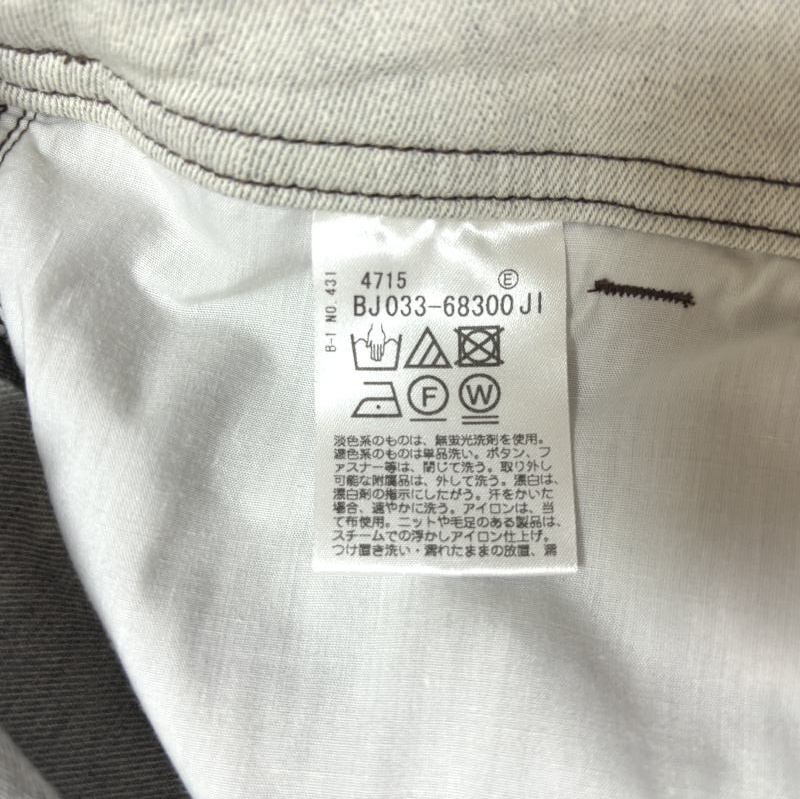 B-1 NO. 431
4715 Ⓔ
BJ033-68300 JI
F W
淡色系のものは、無蛍光洗剤を使用。
濃色系のものは単品洗い。ボタン、フ
ァスナー等は、閉じて洗う。取り外し
可能な附属品は、外して洗う。漂白は、
漂白剤の指示にしたがう。汗をかいた
場合、速やかに洗う。アイロンは、当
て布使用。ニットや毛足のある製品は、
スチームでの浮かしアイロン仕上げ。
つけ置き洗い・濡れたままの放置、濡